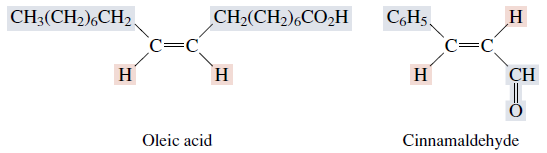 CH₃(CH₂)₆CH₂ CH₂(CH₂)₆CO₂H C₆H₅ H
C=C C=C
H H H CH
O
Oleic acid Cinnamaldehyde